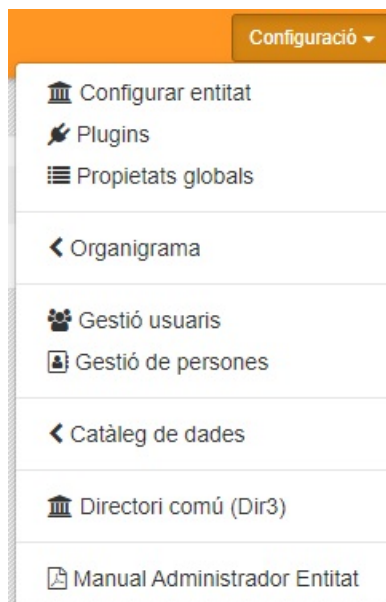 Configuració
Configurar entitat
Plugins
Propietats globals
Organigrama
Gestió usuaris
Gestió de persones
Catàleg de dades
Directori comú (Dir3)
Manual Administrador Entitat